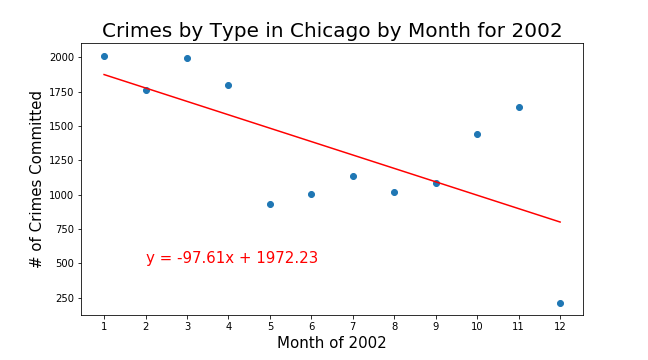 Crimes by Type in Chicago by Month for 2002
# of Crimes Committed
2000
1750
1500
1250
1000
750
500
250
y = -97.61x + 1972.23
1 2 3 4 5 6 7 8 9 10 11 12
Month of 2002